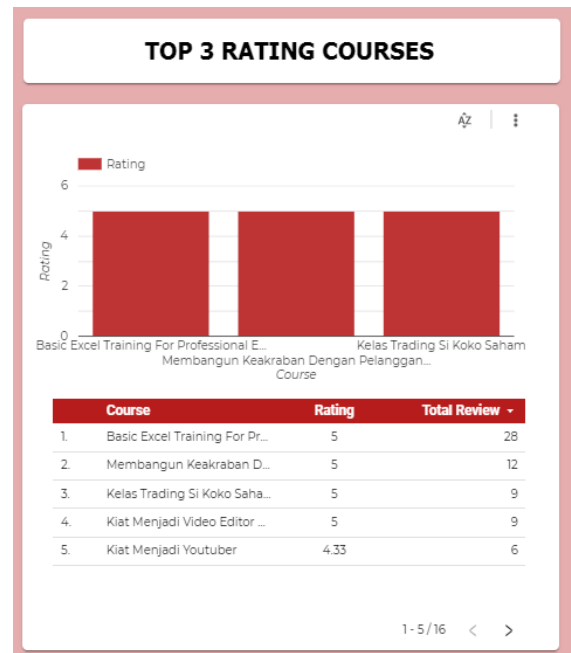 TOP 3 RATING COURSES
AZ
Rating
6
4
2
0
Rating
Basic Excel Training For Professional E...
Kelas Trading Si Koko Saham
Membangun Keakraban Dengan Pelanggan...
Course
Course Rating Total Review
1. Basic Excel Training For Pr... 5 28
2. Membangun Keakraban D... 5 12
3. Kelas Trading Si Koko Saha... 5 9
4. Kiat Menjadi Video Editor ... 5 9
5. Kiat Menjadi Youtuber 4.33 6
1 - 5 / 16